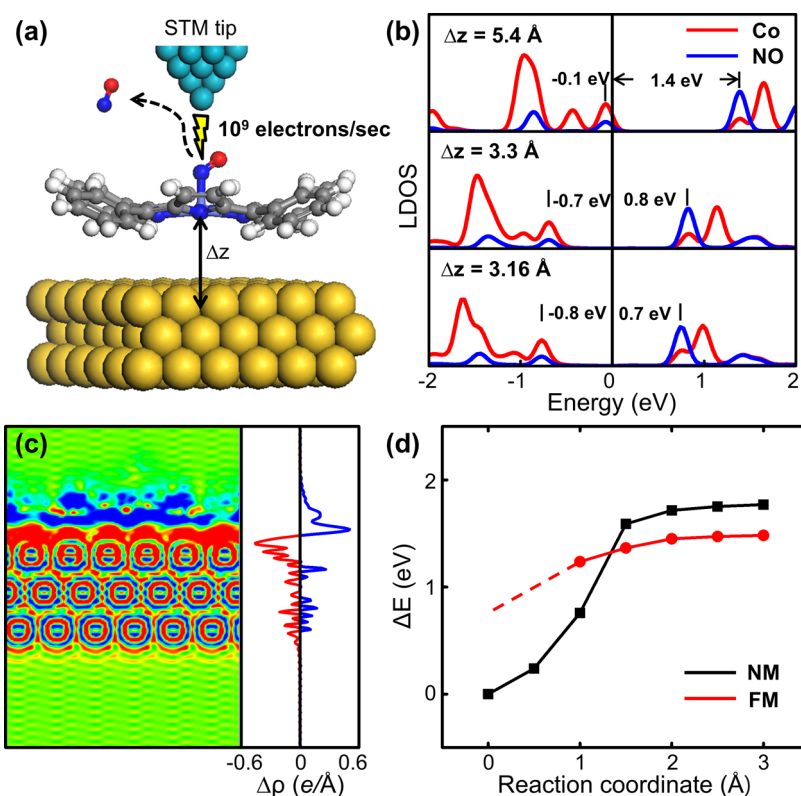 (a)
STM tip
10⁹ electrons/sec
Δz
(b)
Δz = 5.4 Å
Co
NO
-0.1 eV
1.4 eV
Δz = 3.3 Å
-0.7 eV
0.8 eV
Δz = 3.16 Å
-0.8 eV
0.7 eV
LDOS
-2 -1 0 1 2
Energy (eV)
(c)
-0.6 0 0.6
Δρ (e/Å)
(d)
2
1
0
ΔE (eV)
NM
FM
0 1 2 3
Reaction coordinate (Å)